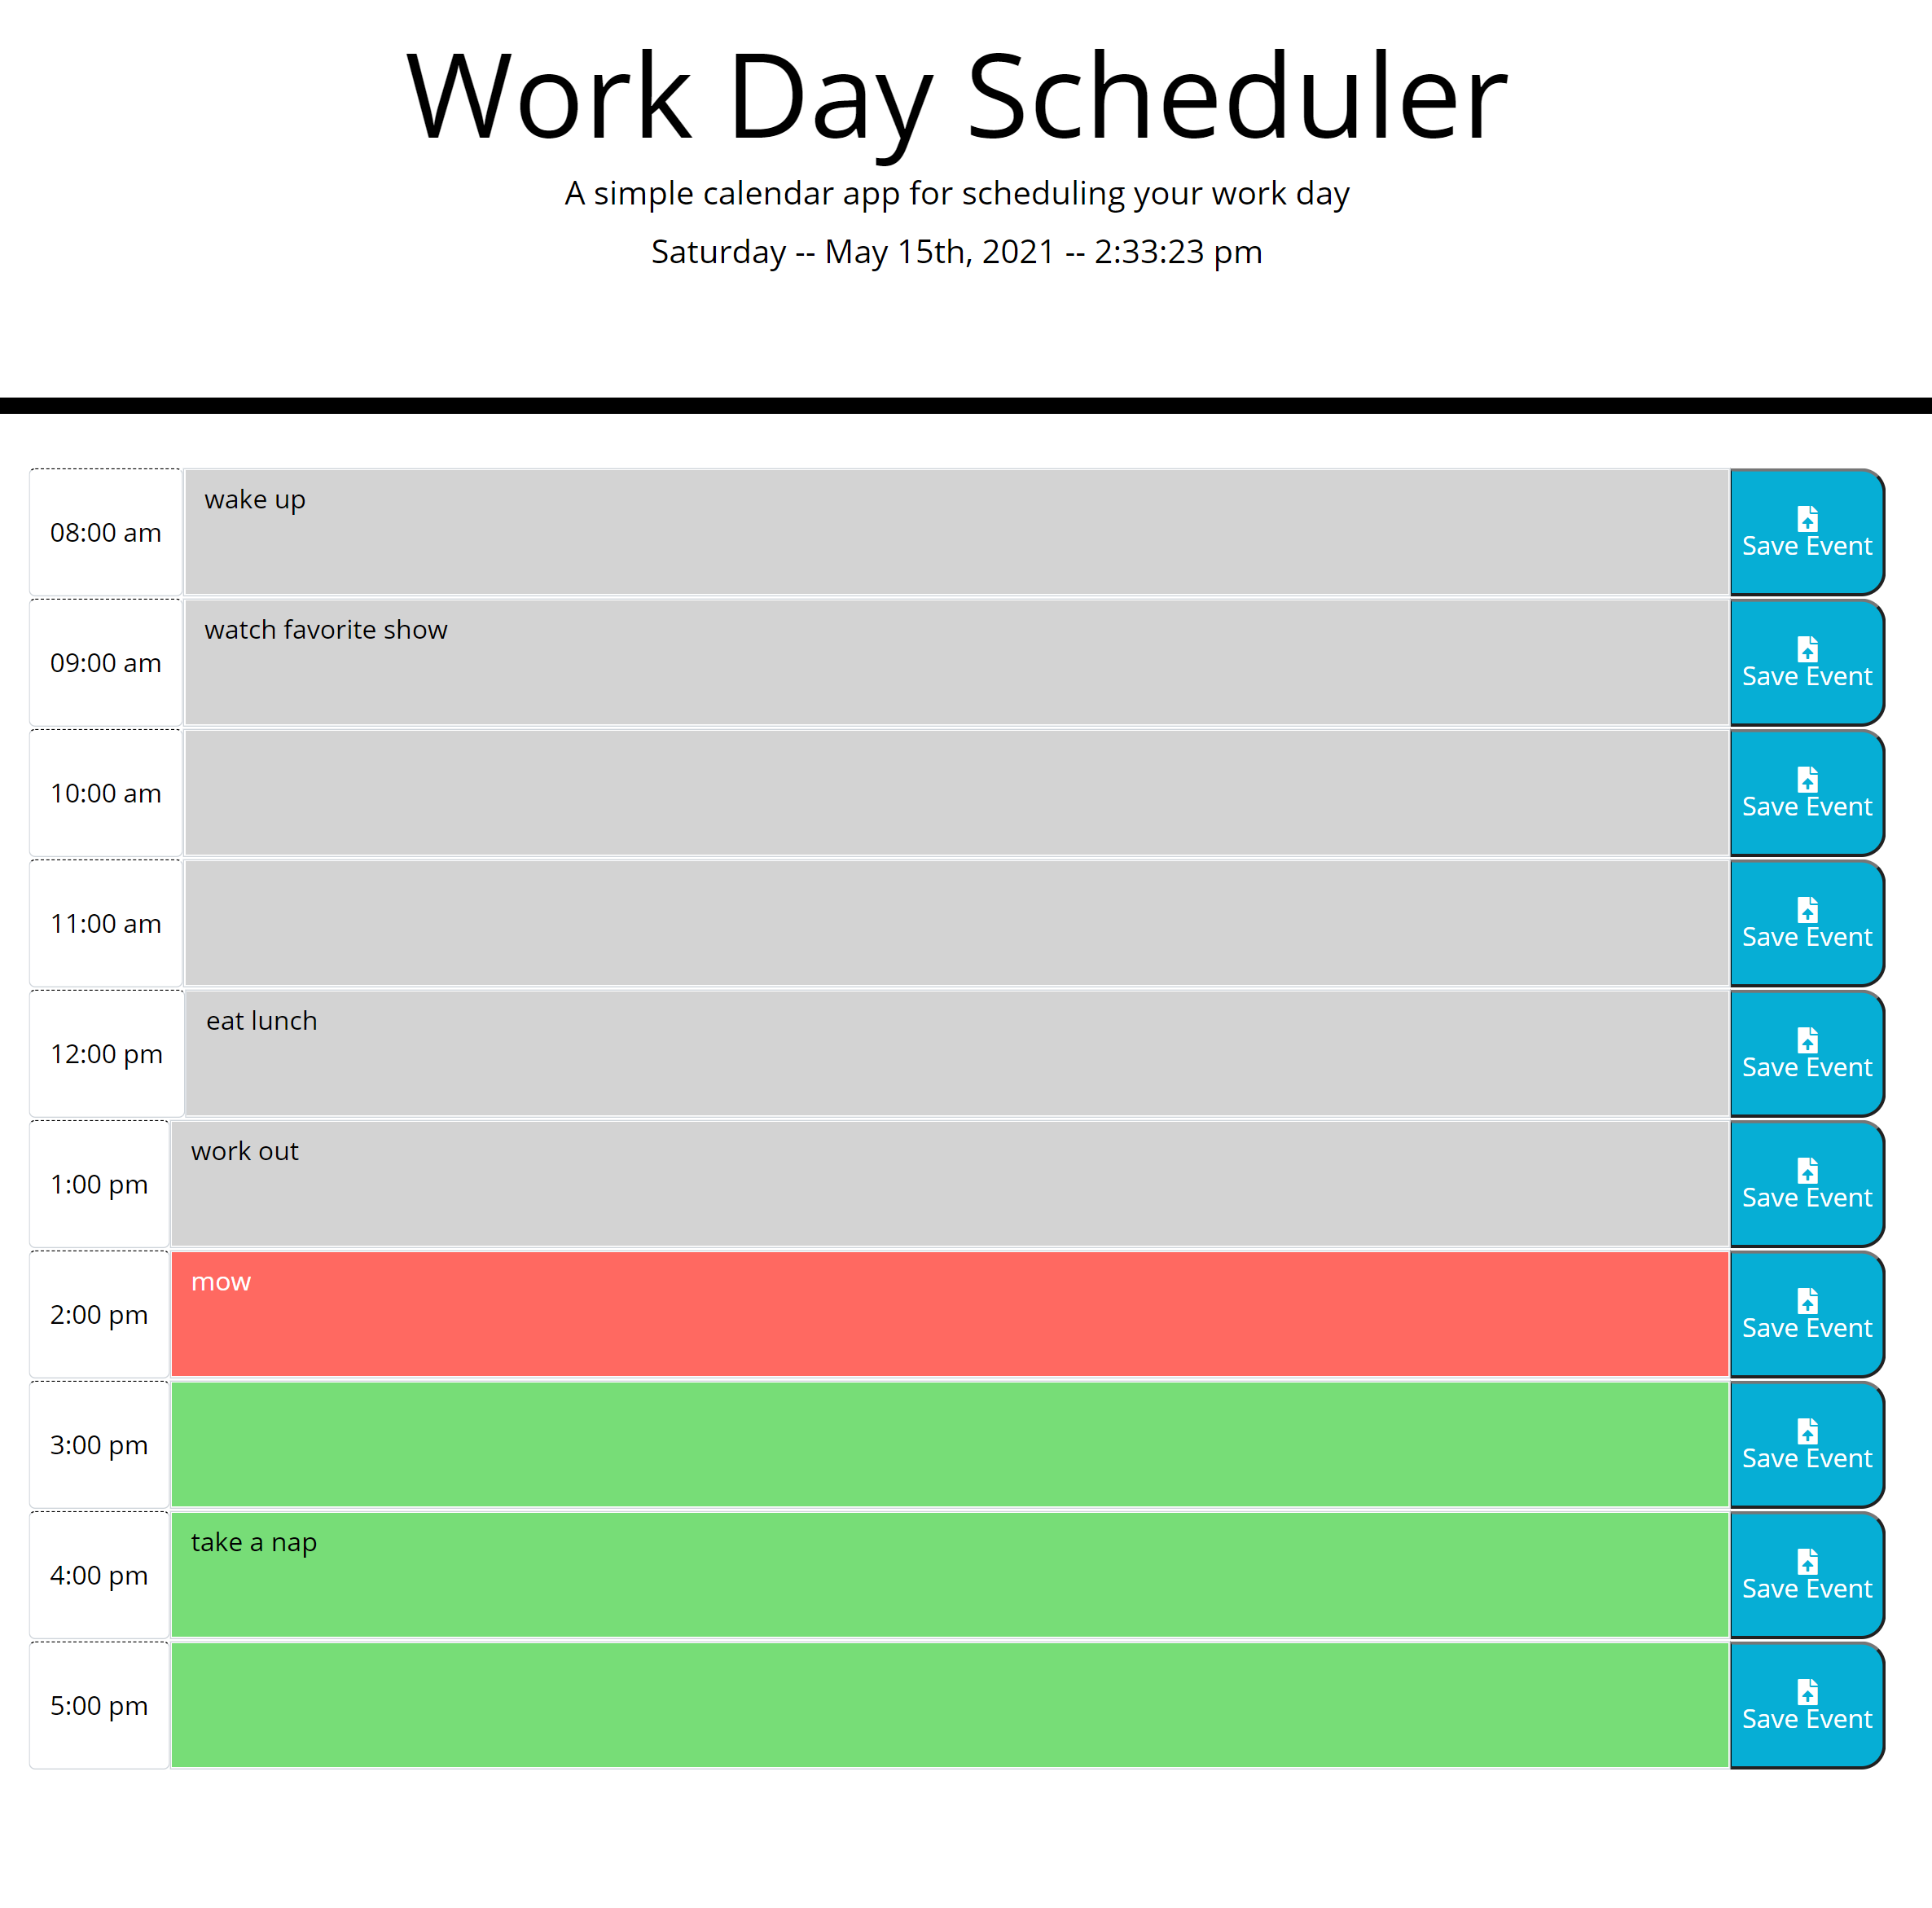 Work Day Scheduler
A simple calendar app for scheduling your work day
Saturday -- May 15th, 2021 -- 2:33:23 pm
wake up
08:00 am
Save Event
watch favorite show
09:00 am
Save Event
10:00 am
Save Event
11:00 am
Save Event
eat lunch
12:00 pm
Save Event
work out
1:00 pm
Save Event
mow
2:00 pm
Save Event
3:00 pm
Save Event
take a nap
4:00 pm
Save Event
5:00 pm
Save Event